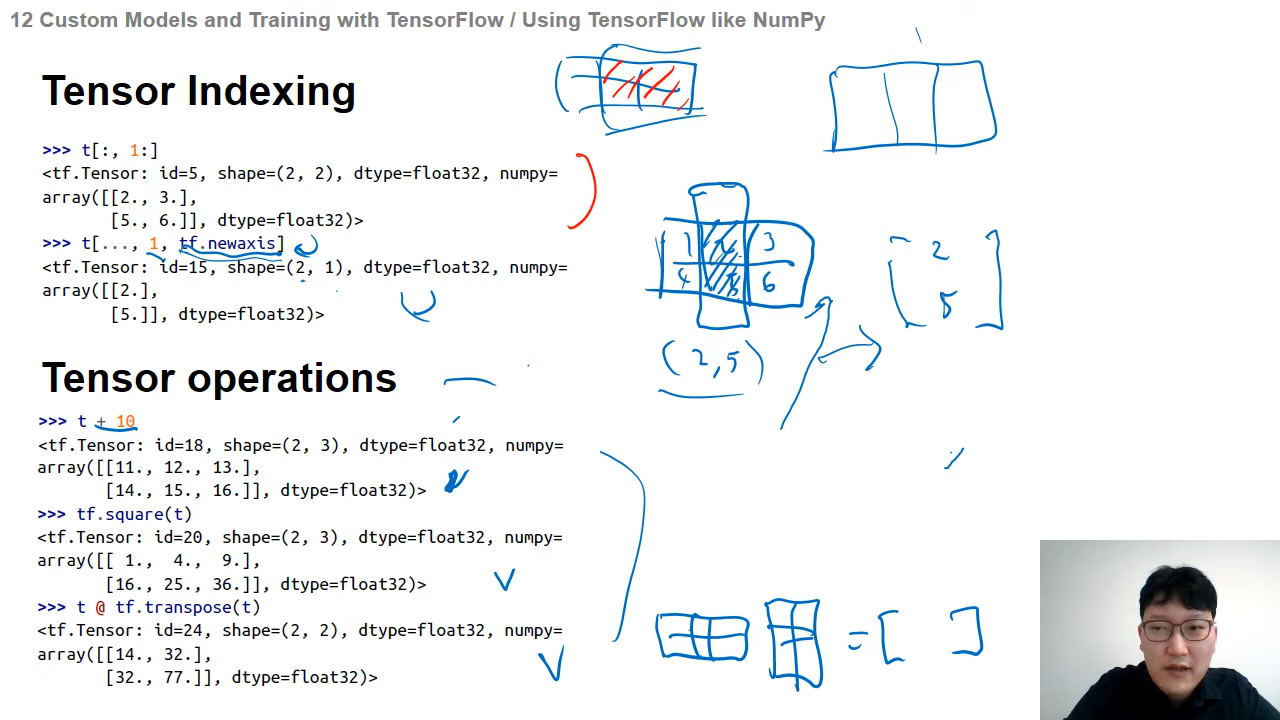 12 Custom Models and Training with TensorFlow / Using TensorFlow like NumPy
Tensor Indexing
>>> t[:, 1:]
<tf.Tensor: id=5, shape=(2, 2), dtype=float32, numpy=
array([[2., 3.],
[5., 6.]], dtype=float32)>
>>> t[..., 1, tf.newaxis]
<tf.Tensor: id=15, shape=(2, 1), dtype=float32, numpy=
array([[2.],
[5.]], dtype=float32)>
1 2 3
4 5 6
(2,5)
2
5
Tensor operations
>>> t + 10
<tf.Tensor: id=18, shape=(2, 3), dtype=float32, numpy=
array([[11., 12., 13.],
[14., 15., 16.]], dtype=float32)>
>>> tf.square(t)
<tf.Tensor: id=20, shape=(2, 3), dtype=float32, numpy=
array([[ 1., 4., 9.],
[16., 25., 36.]], dtype=float32)>
>>> t @ tf.transpose(t)
<tf.Tensor: id=24, shape=(2, 2), dtype=float32, numpy=
array([[14., 32.],
[32., 77.]], dtype=float32)>
= [ ]